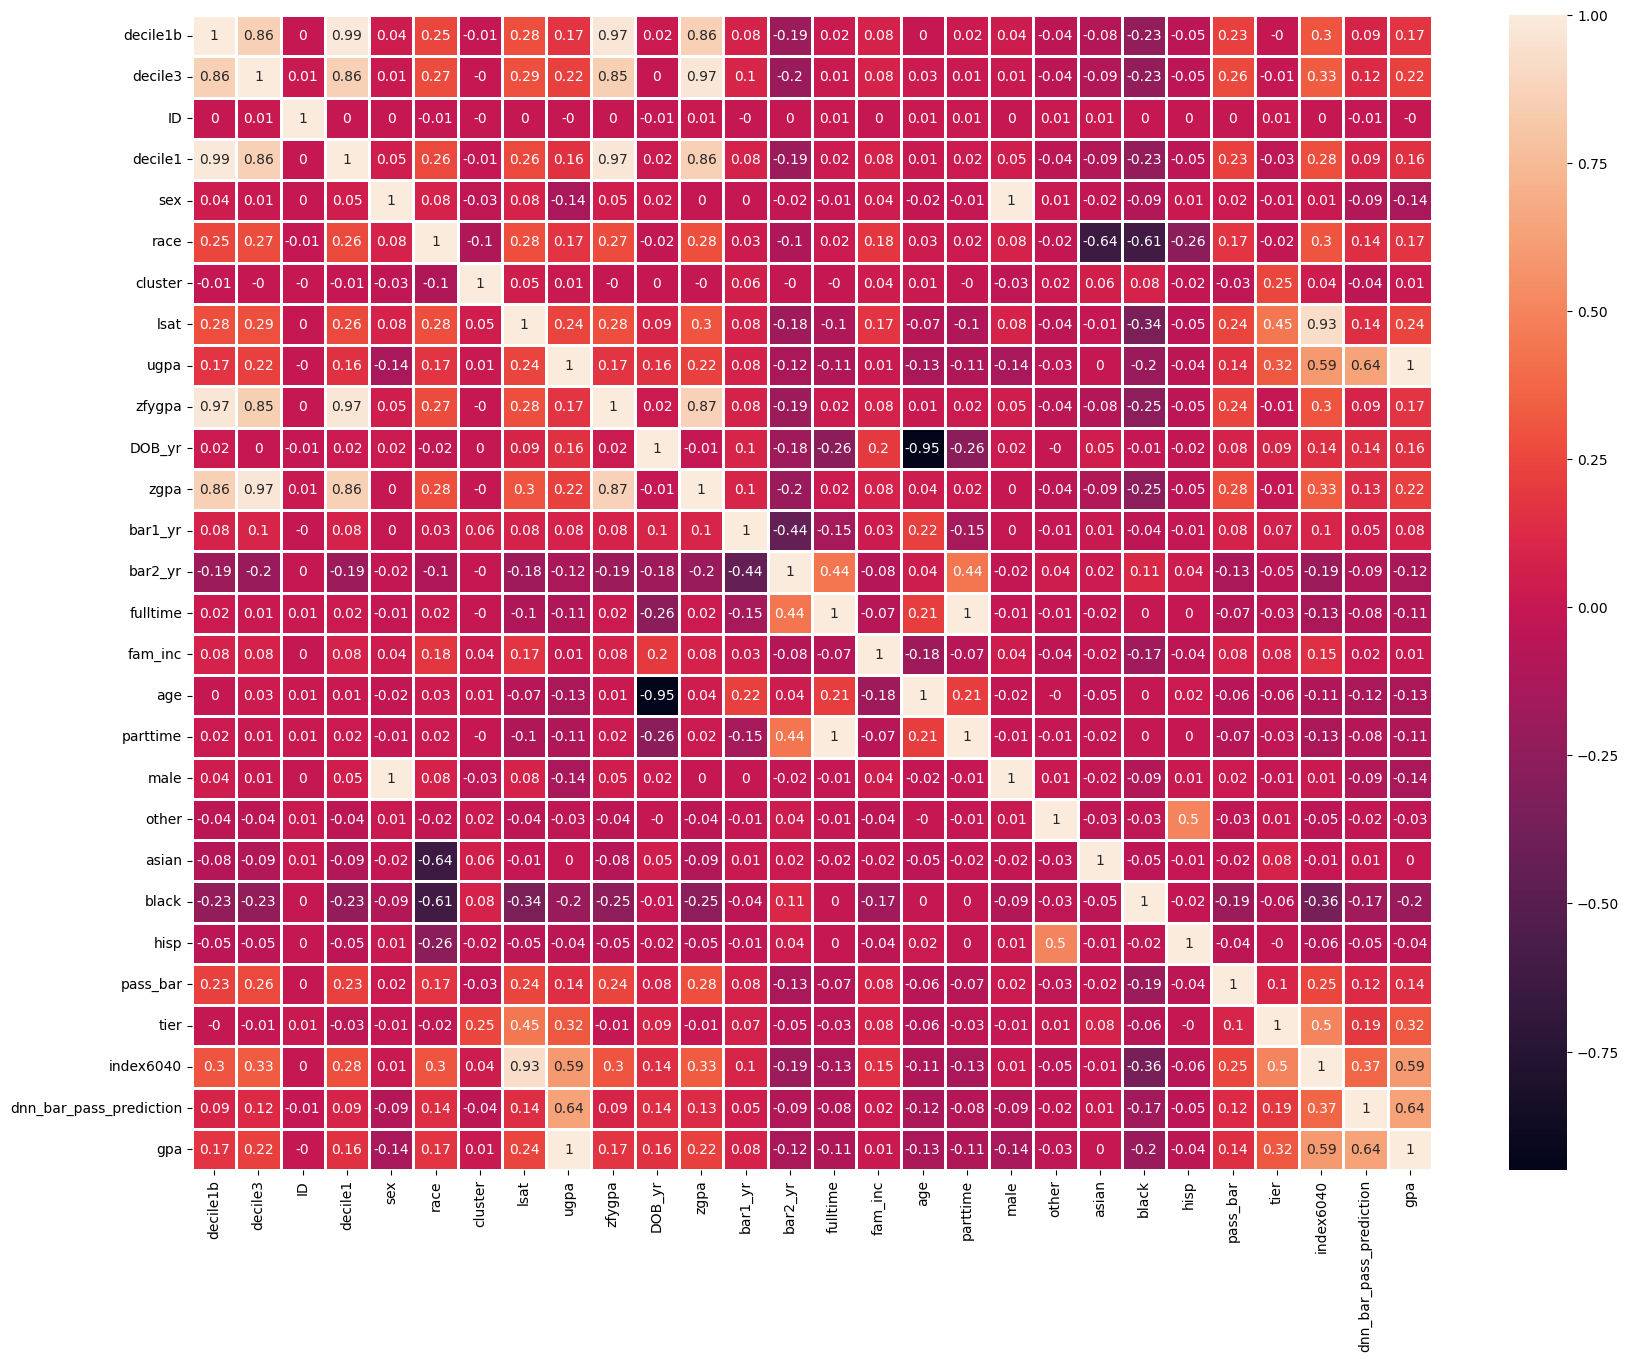 decile1b 1 0.86 0 0.99 0.04 0.25 -0.01 0.28 0.17 0.97 0.02 0.86 0.08 -0.19 0.02 0.08 0 0.02 0.04 -0.04 -0.08 -0.23 -0.05 0.23 -0 0.3 0.09 0.17
decile3 0.86 1 0.01 0.86 0.01 0.27 -0 0.29 0.22 0.85 0 0.97 0.1 -0.2 0.01 0.08 0.03 0.01 0.01 -0.04 -0.09 -0.23 -0.05 0.26 -0.01 0.33 0.12 0.22
ID 0 0.01 1 0 0 -0.01 -0 0 -0 0 -0.01 0.01 -0 0 0.01 0 0.01 0.01 0 0.01 0.01 0 0 0 0.01 0 -0.01 -0
decile1 0.99 0.86 0 1 0.05 0.26 -0.01 0.26 0.16 0.97 0.02 0.86 0.08 -0.19 0.02 0.08 0.01 0.02 0.05 -0.04 -0.09 -0.23 -0.05 0.23 -0.03 0.28 0.09 0.16
sex 0.04 0.01 0 0.05 1 0.08 -0.03 0.08 -0.14 0.05 0.02 0 0 -0.02 -0.01 0.04 -0.02 -0.01 1 0.01 -0.02 -0.09 0.01 0.02 -0.01 0.01 -0.09 -0.14
race 0.25 0.27 -0.01 0.26 0.08 1 -0.1 0.28 0.17 0.27 -0.02 0.28 0.03 -0.1 0.02 0.18 0.03 0.02 0.08 -0.02 -0.64 -0.61 -0.26 0.17 -0.02 0.3 0.14 0.17
cluster -0.01 -0 -0 -0.01 -0.03 -0.1 1 0.05 0.01 -0 0 -0 0.06 -0 -0 0.04 0.01 -0 -0.03 0.02 0.06 0.08 -0.02 -0.03 0.25 0.04 -0.04 0.01
lsat 0.28 0.29 0 0.26 0.08 0.28 0.05 1 0.24 0.28 0.09 0.3 0.08 -0.18 -0.1 0.17 -0.07 -0.1 0.08 -0.04 -0.01 -0.34 -0.05 0.24 0.45 0.93 0.14 0.24
ugpa 0.17 0.22 -0 0.16 -0.14 0.17 0.01 0.24 1 0.17 0.16 0.22 0.08 -0.12 -0.11 0.01 -0.13 -0.11 -0.14 -0.03 0 -0.2 -0.04 0.14 0.32 0.59 0.64 1
zfygpa 0.97 0.85 0 0.97 0.05 0.27 -0 0.28 0.17 1 0.02 0.87 0.08 -0.19 0.02 0.08 0.01 0.02 0.05 -0.04 -0.08 -0.25 -0.05 0.24 -0.01 0.3 0.09 0.17
DOB_yr 0.02 0 -0.01 0.02 0.02 -0.02 0 0.09 0.16 0.02 1 -0.01 0.1 -0.18 -0.26 0.2 -0.95 -0.26 0.02 -0 0.05 -0.01 -0.02 0.08 0.09 0.14 0.14 0.16
zgpa 0.86 0.97 0.01 0.86 0 0.28 -0 0.3 0.22 0.87 -0.01 1 0.1 -0.2 0.02 0.08 0.04 0.02 0 -0.04 -0.09 -0.25 -0.05 0.28 -0.01 0.33 0.13 0.22
bar1_yr 0.08 0.1 -0 0.08 0 0.03 0.06 0.08 0.08 0.08 0.1 0.1 1 -0.44 -0.15 0.03 0.22 -0.15 0 -0.01 0.01 -0.04 -0.01 0.08 0.07 0.1 0.05 0.08
bar2_yr -0.19 -0.2 0 -0.19 -0.02 -0.1 -0 -0.18 -0.12 -0.19 -0.18 -0.2 -0.44 1 0.44 -0.08 0.04 0.44 -0.02 0.04 0.02 0.11 0.04 -0.13 -0.05 -0.19 -0.09 -0.12
fulltime 0.02 0.01 0.01 0.02 -0.01 0.02 -0 -0.1 -0.11 0.02 -0.26 0.02 -0.15 0.44 1 -0.07 0.21 1 -0.01 -0.01 -0.02 0 0 -0.07 -0.03 -0.13 -0.08 -0.11
fam_inc 0.08 0.08 0 0.08 0.04 0.18 0.04 0.17 0.01 0.08 0.2 0.08 0.03 -0.08 -0.07 1 -0.18 -0.07 0.04 -0.04 -0.02 -0.17 -0.04 0.08 0.08 0.15 0.02 0.01
age 0 0.03 0.01 0.01 -0.02 0.03 0.01 -0.07 -0.13 0.01 -0.95 0.04 0.22 0.04 0.21 -0.18 1 0.21 -0.02 -0 -0.05 0 0.02 -0.06 -0.06 -0.11 -0.12 -0.13
parttime 0.02 0.01 0.01 0.02 -0.01 0.02 -0 -0.1 -0.11 0.02 -0.26 0.02 -0.15 0.44 1 -0.07 0.21 1 -0.01 -0.01 -0.02 0 0 -0.07 -0.03 -0.13 -0.08 -0.11
male 0.04 0.01 0 0.05 1 0.08 -0.03 0.08 -0.14 0.05 0.02 0 0 -0.02 -0.01 0.04 -0.02 -0.01 1 0.01 -0.02 -0.09 0.01 0.02 -0.01 0.01 -0.09 -0.14
other -0.04 -0.04 0.01 -0.04 0.01 -0.02 0.02 -0.04 -0.03 -0.04 -0 -0.04 -0.01 0.04 -0.01 -0.04 -0 -0.01 0.01 1 -0.03 -0.03 0.5 -0.03 0.01 -0.05 -0.02 -0.03
asian -0.08 -0.09 0.01 -0.09 -0.02 -0.64 0.06 -0.01 0 -0.08 0.05 -0.09 0.01 0.02 -0.02 -0.02 -0.05 -0.02 -0.02 -0.03 1 -0.05 -0.01 -0.02 0.08 -0.01 0.01 0
black -0.23 -0.23 0 -0.23 -0.09 -0.61 0.08 -0.34 -0.2 -0.25 -0.01 -0.25 -0.04 0.11 0 -0.17 0 0 -0.09 -0.03 -0.05 1 -0.02 -0.19 -0.06 -0.36 -0.17 -0.2
hisp -0.05 -0.05 0 -0.05 0.01 -0.26 -0.02 -0.05 -0.04 -0.05 -0.02 -0.05 -0.01 0.04 0 -0.04 0.02 0 0.01 0.5 -0.01 -0.02 1 -0.04 -0 -0.06 -0.05 -0.04
pass_bar 0.23 0.26 0 0.23 0.02 0.17 -0.03 0.24 0.14 0.24 0.08 0.28 0.08 -0.13 -0.07 0.08 -0.06 -0.07 0.02 -0.03 -0.02 -0.19 -0.04 1 0.1 0.25 0.12 0.14
tier -0 -0.01 0.01 -0.03 -0.01 -0.02 0.25 0.45 0.32 -0.01 0.09 -0.01 0.07 -0.05 -0.03 0.08 -0.06 -0.03 -0.01 0.01 0.08 -0.06 -0 0.1 1 0.5 0.19 0.32
index6040 0.3 0.33 0 0.28 0.01 0.3 0.04 0.93 0.59 0.3 0.14 0.33 0.1 -0.19 -0.13 0.15 -0.11 -0.13 0.01 -0.05 -0.01 -0.36 -0.06 0.25 0.5 1 0.37 0.59
dnn_bar_pass_prediction 0.09 0.12 -0.01 0.09 -0.09 0.14 -0.04 0.14 0.64 0.09 0.14 0.13 0.05 -0.09 -0.08 0.02 -0.12 -0.08 -0.09 -0.02 0.01 -0.17 -0.05 0.12 0.19 0.37 1 0.64
gpa 0.17 0.22 -0 0.16 -0.14 0.17 0.01 0.24 1 0.17 0.16 0.22 0.08 -0.12 -0.11 0.01 -0.13 -0.11 -0.14 -0.03 0 -0.2 -0.04 0.14 0.32 0.59 0.64 1
decile1b decile3 ID decile1 sex race cluster lsat ugpa zfygpa DOB_yr zgpa bar1_yr bar2_yr fulltime fam_inc age parttime male other asian black hisp pass_bar tier index6040 dnn_bar_pass_prediction gpa
1.00
0.75
0.50
0.25
0.00
−0.25
−0.50
−0.75